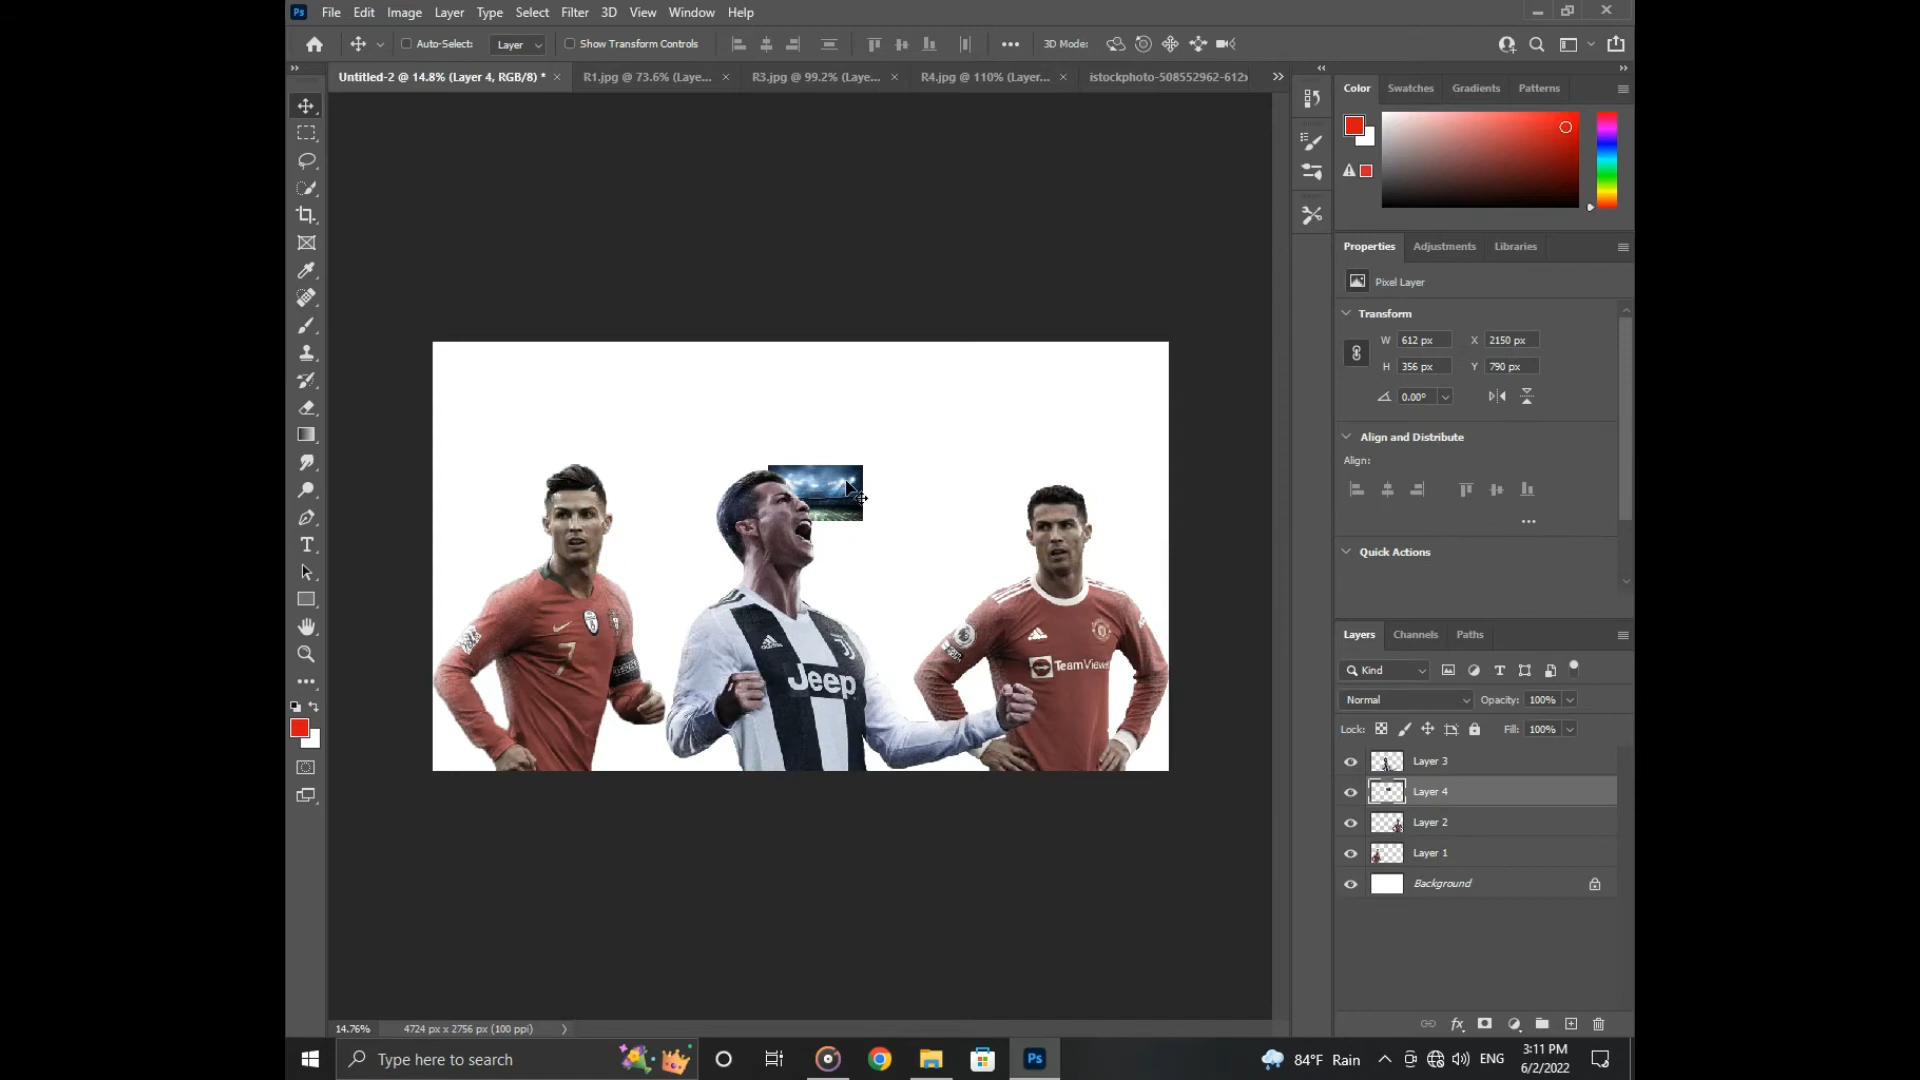 Ps File Edit Image Layer Type Select Filter 3D View Window Help
Auto-Select: Layer Show Transform Controls 3D Mode:
Untitled-2 @ 14.8% (Layer 4, RGB/8) * × R1.jpg @ 73.6% (Laye... × R3.jpg @ 99.2% (Laye... × R4.jpg @ 110% (Layer... × istockphoto-508552962-612x
Color Swatches Gradients Patterns
Properties Adjustments Libraries
Pixel Layer
Transform
W 612 px X 2150 px
H 356 px Y 790 px
0.00°
Align and Distribute
Align:
Quick Actions
7
Jeep
TeamViewer
Layers Channels Paths
Kind
Normal Opacity: 100%
Lock: Fill: 100%
Layer 3
Layer 4
Layer 2
Layer 1
Background
14.76% 4724 px x 2756 px (100 ppi)
Type here to search
Ps
84°F Rain
ENG
3:11 PM
6/2/2022